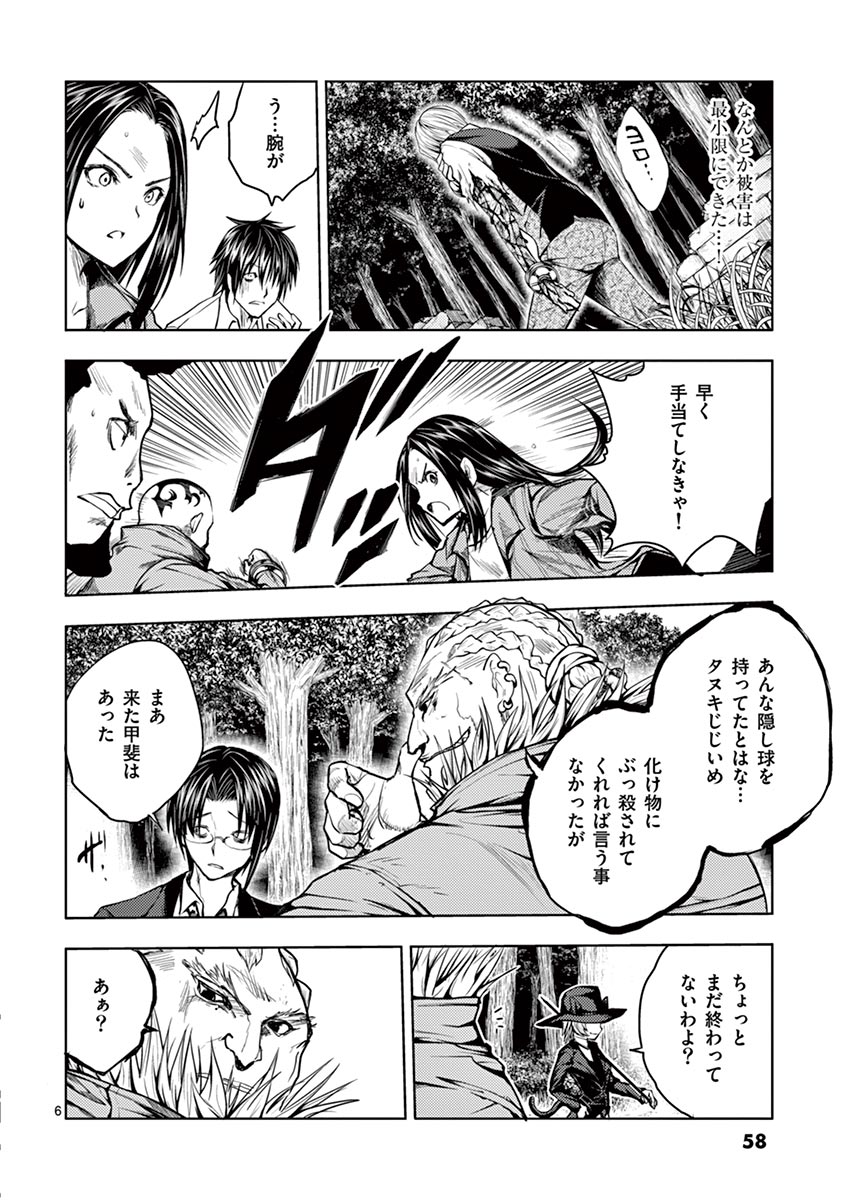 なんとか被害は
最小限にできた…！
ヨロ…
う…腕が
早く
手当てしなきゃ！
ダッ
あんな隠し球を
持ってたとはな…
タヌキじじいめ
化け物に
ぶっ殺されて
くれれば言う事
なかったが
まあ
来た甲斐は
あった
ザ．
ちょっと
まだ終わって
ないわよ？
あぁ？
6
58